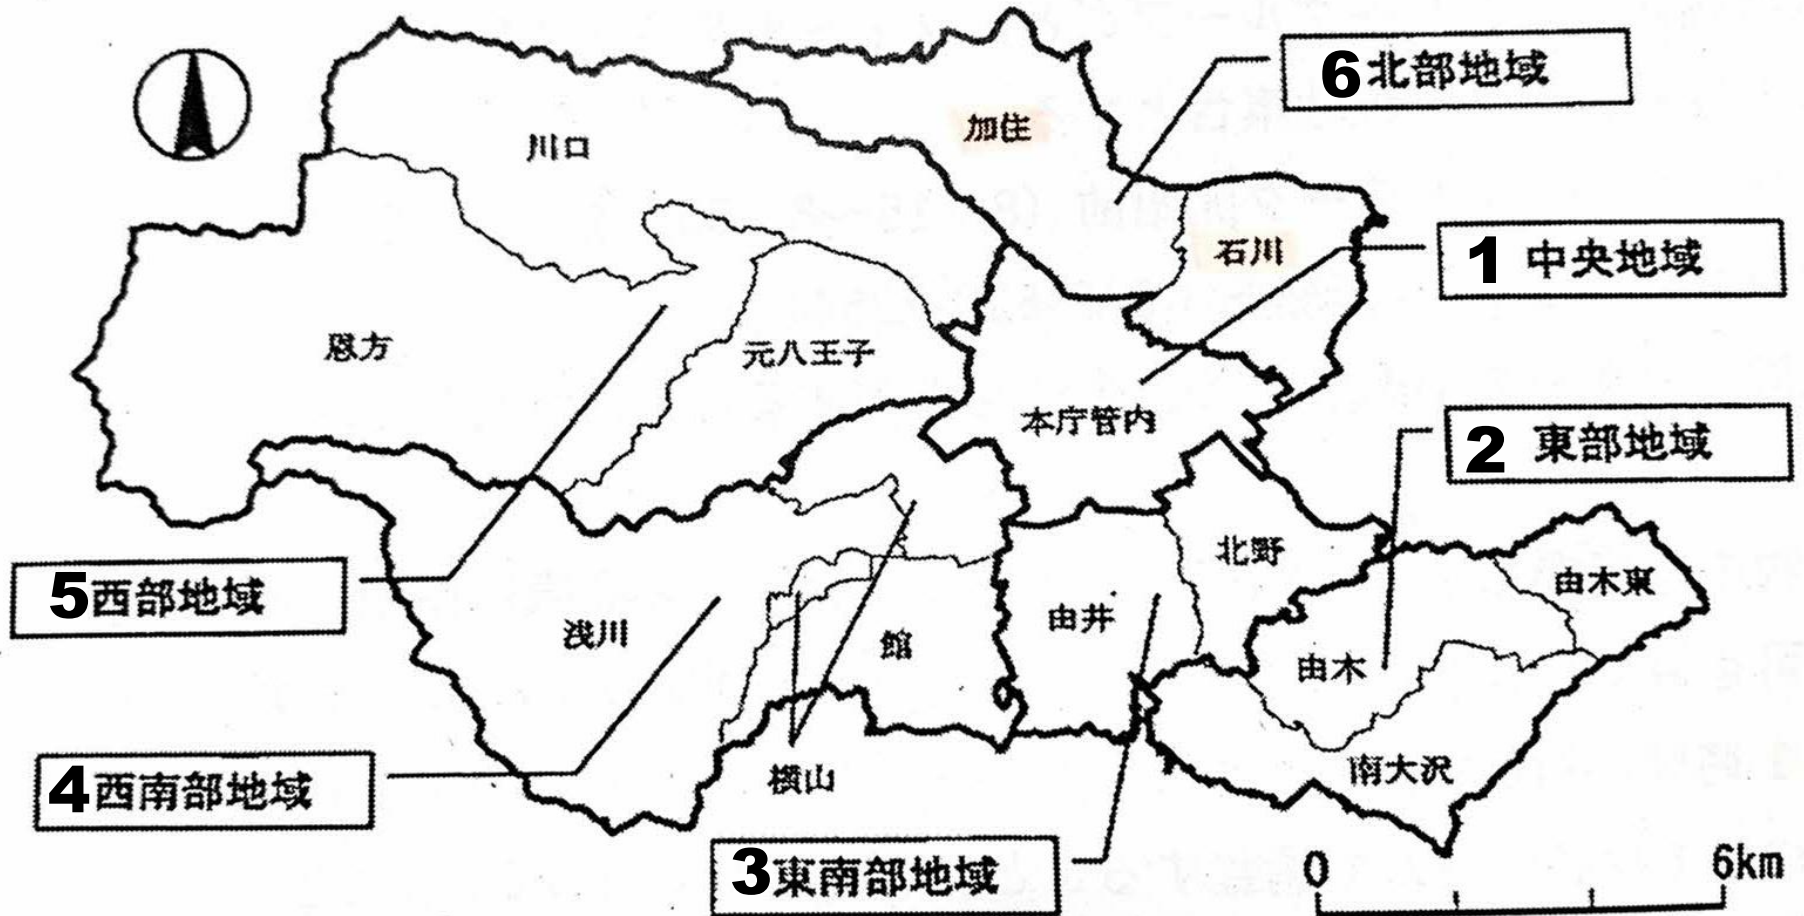 6北部地域
加住
川口
石川
1 中央地域
恩方
元八王子
本庁管内
2 東部地域
北野
由木東
5西部地域
由井
浅川
館
由木
4西南部地域
横山
南大沢
3東南部地域
0 6km